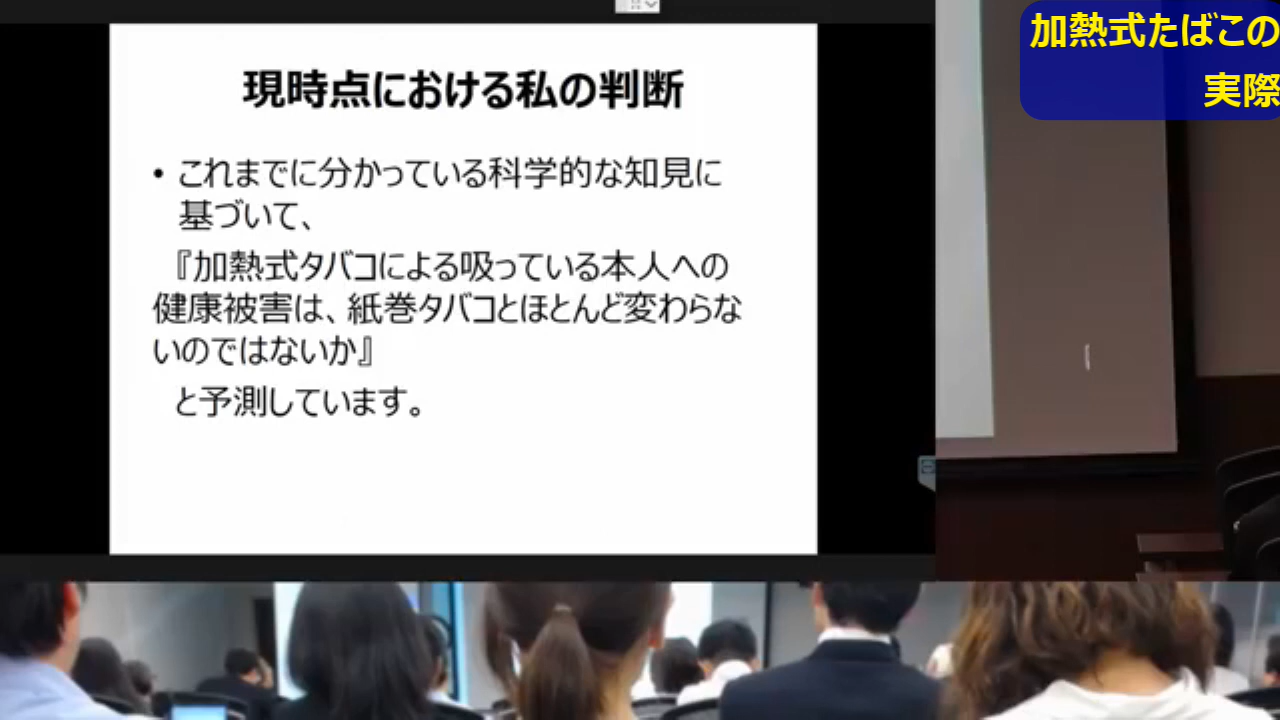 現時点における私の判断
• これまでに分かっている科学的な知見に
基づいて、
『加熱式タバコによる吸っている本人への
健康被害は、紙巻タバコとほとんど変わらな
いのではないか』
と予測しています。
加熱式たばこの
実際